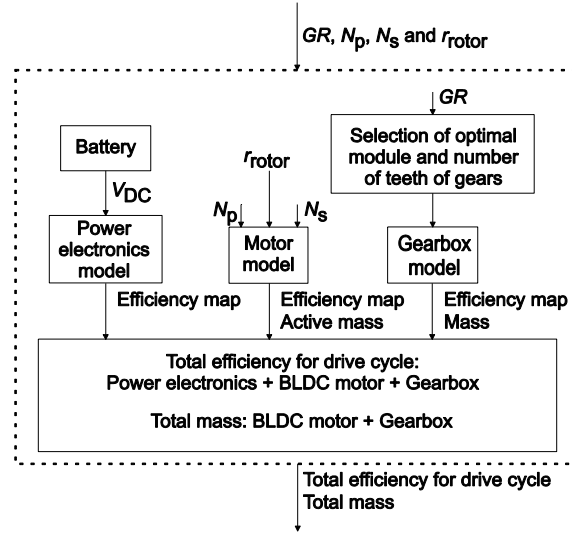 GR, Np, Ns and rrotor
GR
Selection of optimal
module and number
of teeth of gears
Battery
rrotor
VDC
Np
Ns
Power
electronics
model
Motor
model
Gearbox
model
Efficiency map
Efficiency map
Active mass
Efficiency map
Mass
Total efficiency for drive cycle:
Power electronics + BLDC motor + Gearbox
Total mass: BLDC motor + Gearbox
Total efficiency for drive cycle
Total mass